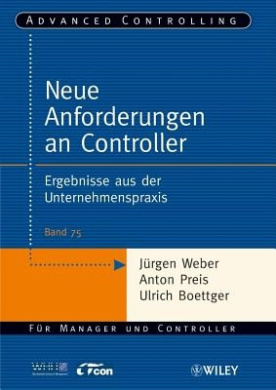 ADVANCED CONTROLLING
Neue
Anforderungen
an Controller
Ergebnisse aus der
Unternehmenspraxis
Band 75
Jürgen Weber
Anton Preis
Ulrich Boettger
FÜR MANAGER UND CONTROLLER
WHU
WILEY